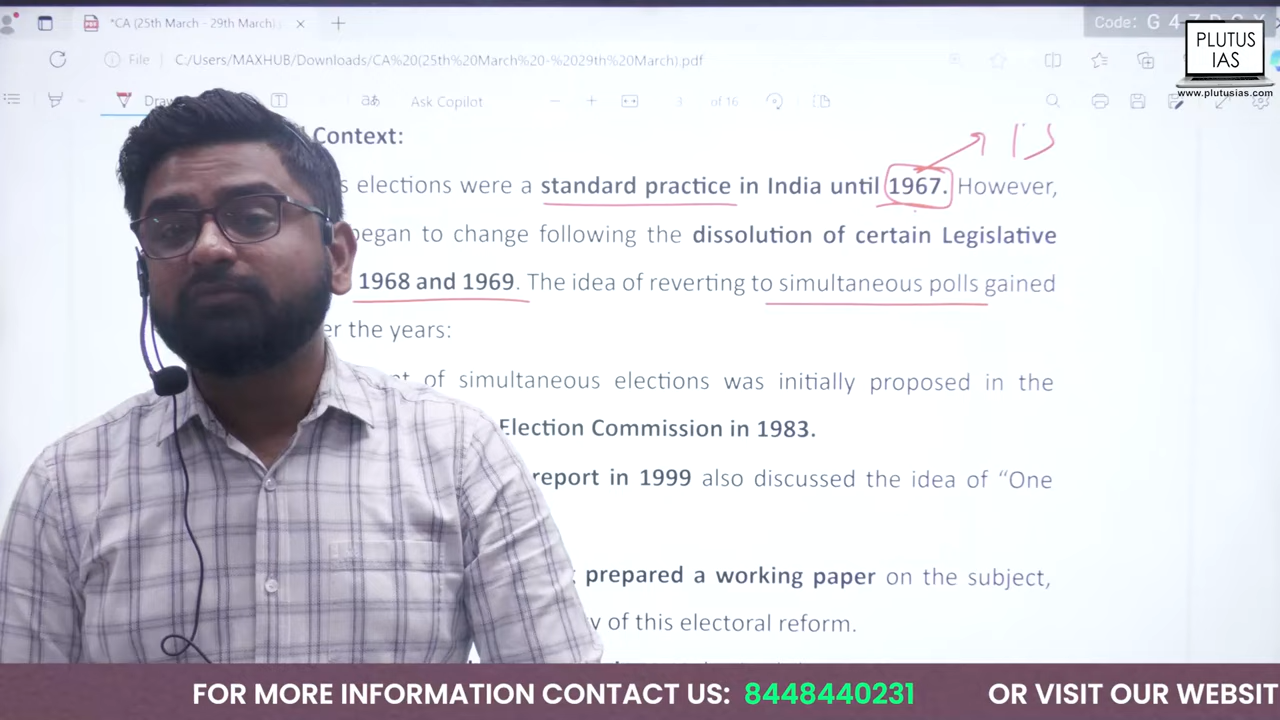 *CA (25th March - 29th March)
Code: G 4 7
PLUTUS
IAS
www.plutusias.com
File C:/Users/MAXHUB/Downloads/CA%20(25th%20March%20-%2029th%20March).pdf
Ask Copilot 3 of 16
Context:
elections were a standard practice in India until 1967. However,
began to change following the dissolution of certain Legislative
1968 and 1969. The idea of reverting to simultaneous polls gained
the years:
of simultaneous elections was initially proposed in the
Election Commission in 1983.
report in 1999 also discussed the idea of “One
prepared a working paper on the subject,
of this electoral reform.
FOR MORE INFORMATION CONTACT US: 8448440231 OR VISIT OUR WEBSIT